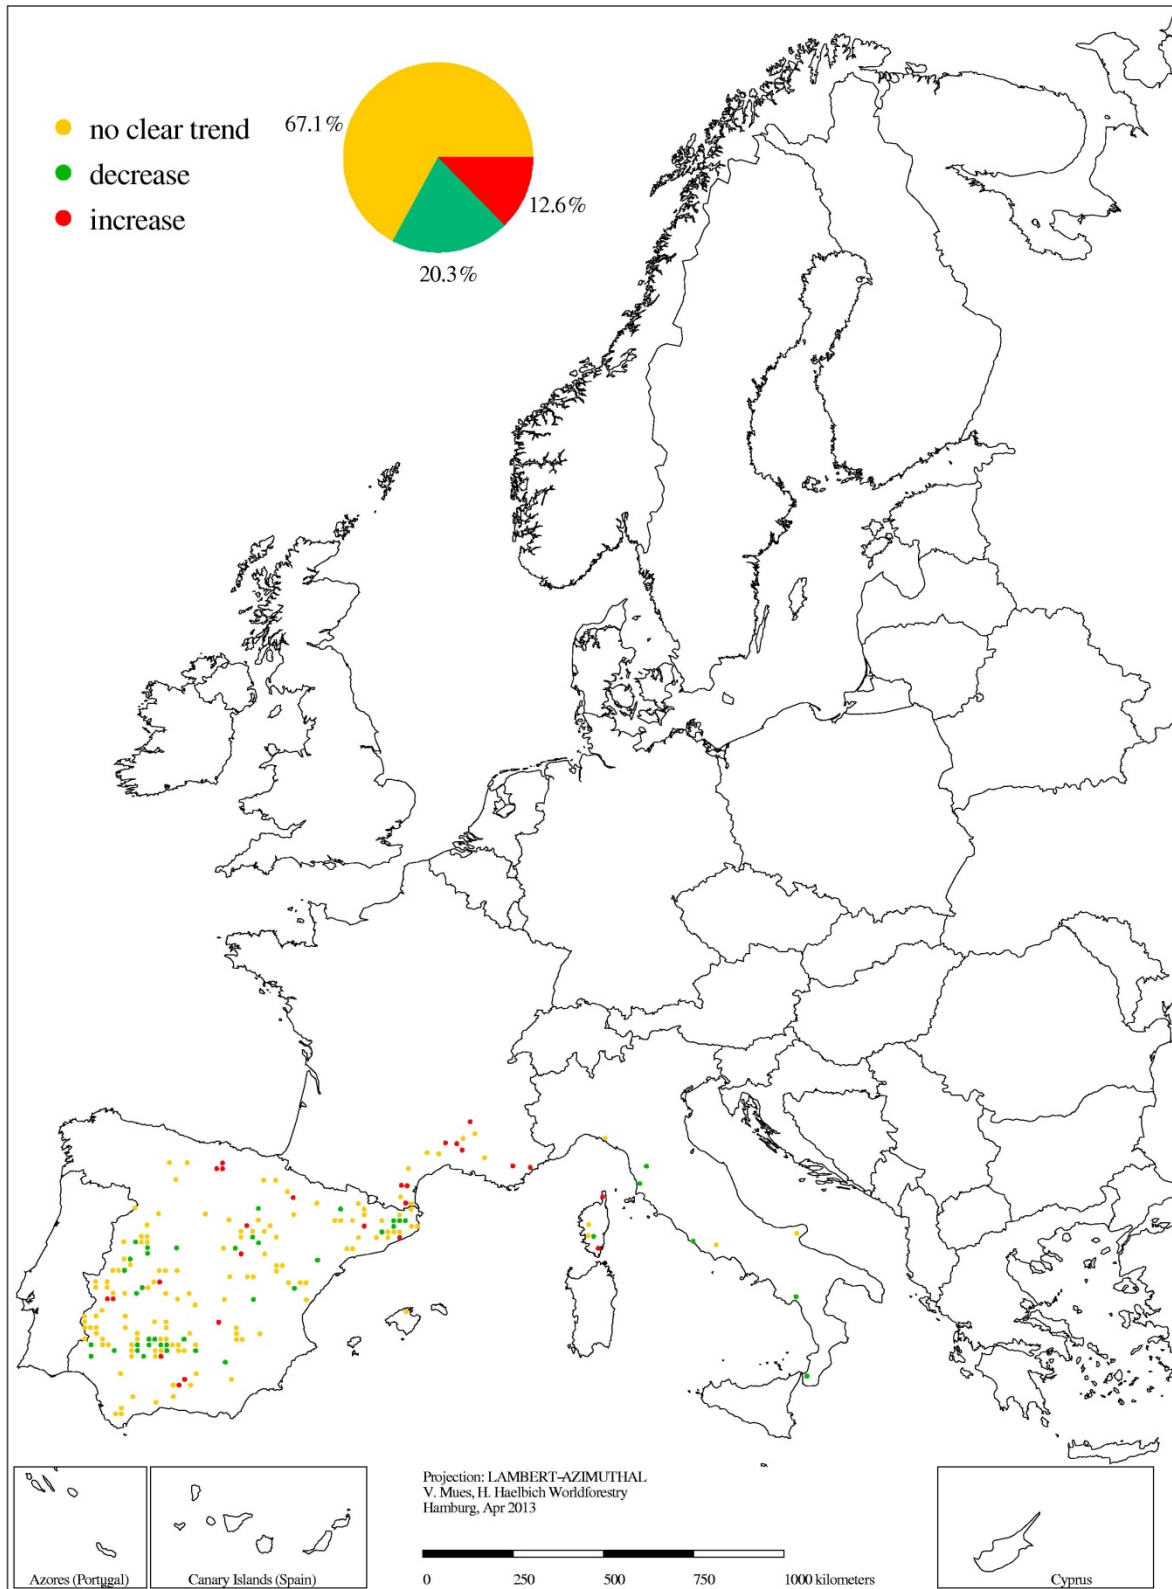 no clear trend
decrease
increase
67.1%
12.6%
20.3%
Projection: LAMBERT-AZIMUTHAL
V. Mues, H. Haelbich Worldforestry
Hamburg, Apr 2013
0 250 500 750 1000 kilometers
Azores (Portugal)
Canary Islands (Spain)
Cyprus